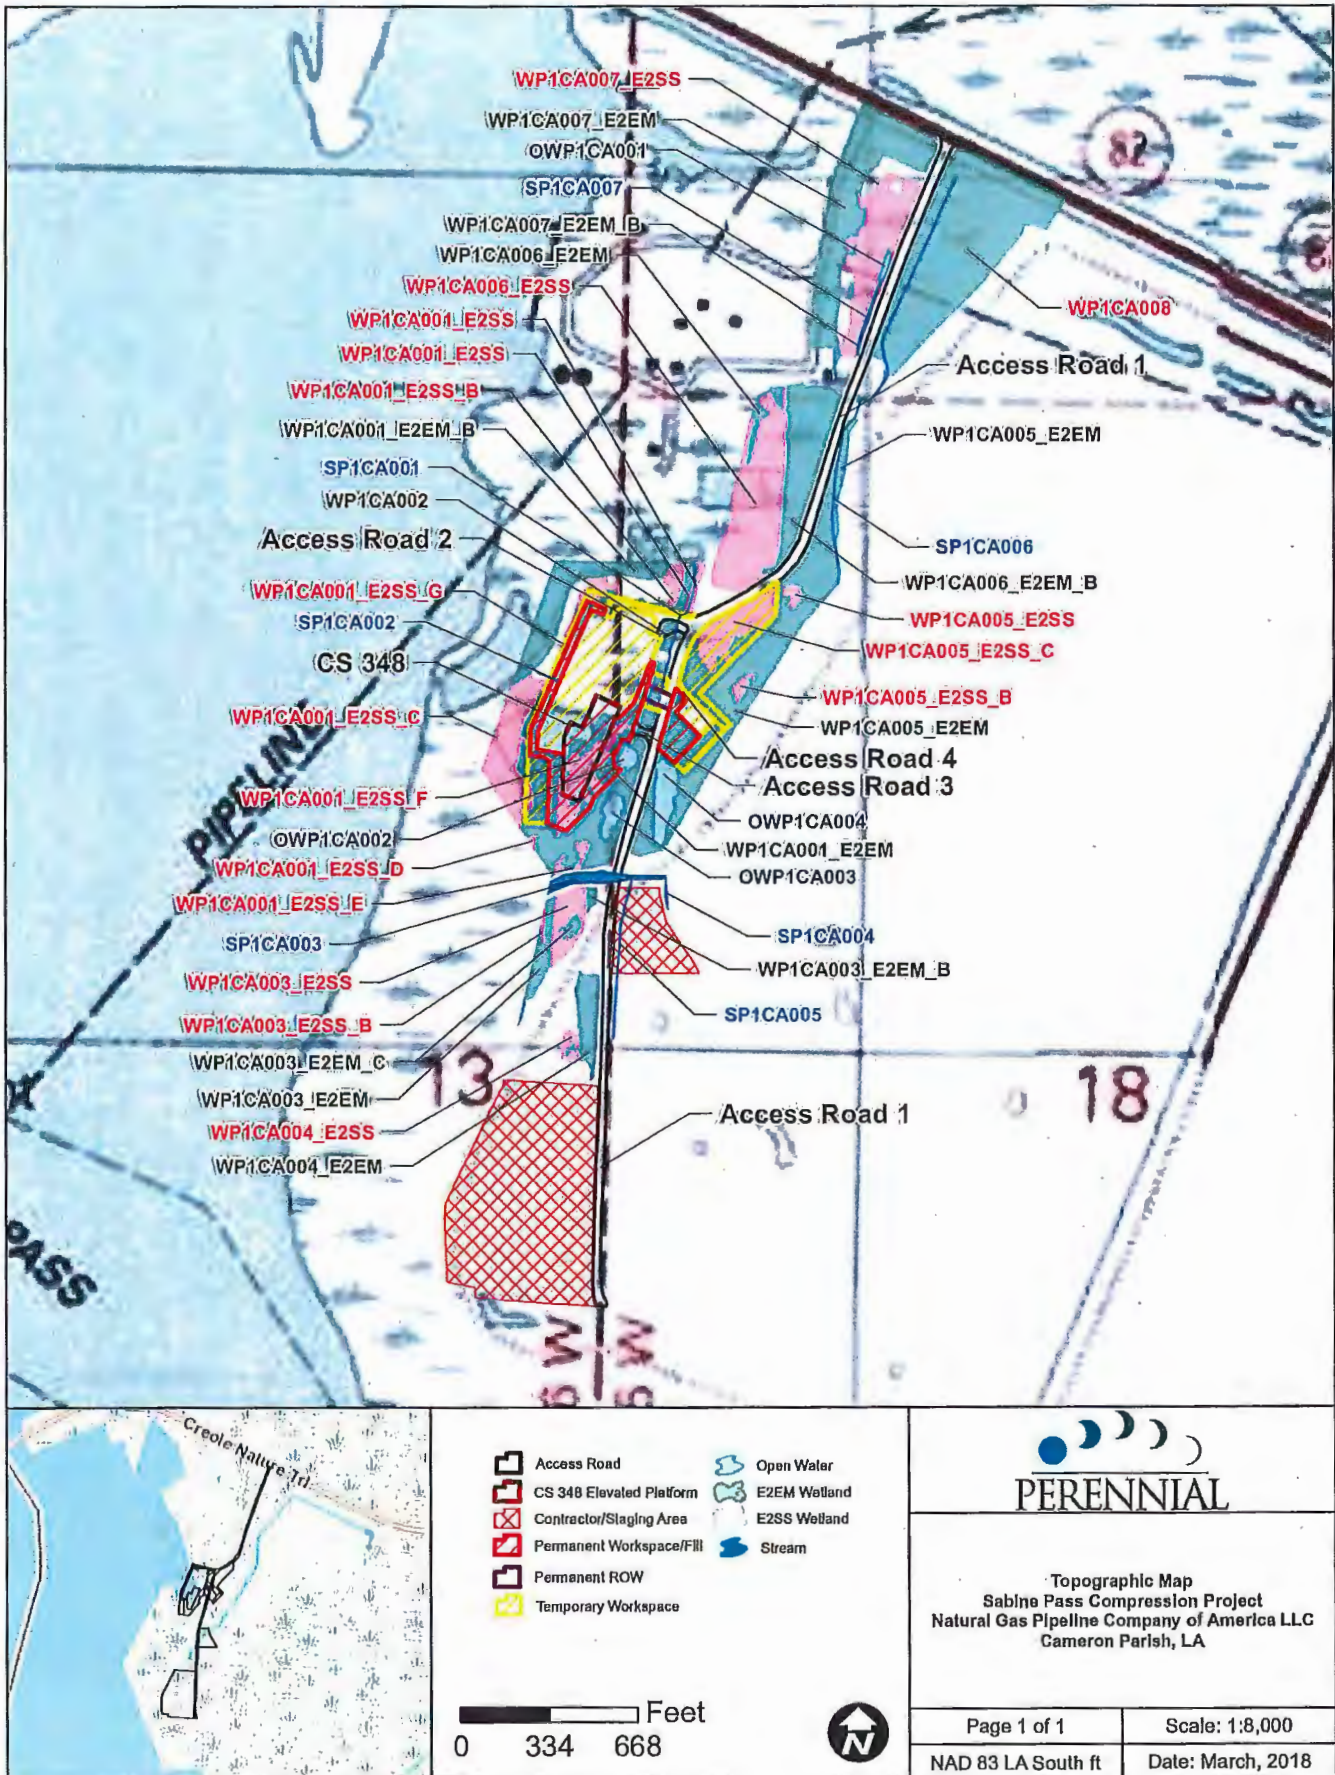 WP1CA007_E2SS
WP1CA007_E2EM
OWP1CA001
SP1CA007
WP1CA007_E2EM_B
WP1CA006_E2EM
WP1CA006_E2SS
WP1CA001_E2SS
WP1CA001_E2SS
WP1CA001_E2SS_B
WP1CA001_E2EM_B
SP1CA001
WP1CA002
Access Road 2
WP1CA001_E2SS_G
SP1CA002
CS 348
WP1CA001_E2SS_C
WP1CA001_E2SS_F
OWP1CA002
WP1CA001_E2SS_D
WP1CA001_E2SS_E
SP1CA003
WP1CA003_E2SS
WP1CA003_E2SS_B
WP1CA003_E2EM_C
WP1CA003_E2EM
WP1CA004_E2SS
WP1CA004_E2EM
82
WP1CA008
Access Road 1
WP1CA005_E2EM
SP1CA006
WP1CA006_E2EM_B
WP1CA005_E2SS
WP1CA005_E2SS_C
WP1CA005_E2SS_B
WP1CA005_E2EM
Access Road 4
Access Road 3
OWP1CA004
WP1CA001_E2EM
OWP1CA003
SP1CA004
WP1CA003_E2EM_B
SP1CA005
Access Road 1
PIPELINE
PASS
13
18
W
W
Creole Nature Trl
Access Road
CS 348 Elevated Platform
Contractor/Staging Area
Permanent Workspace/Fill
Permanent ROW
Temporary Workspace
Open Water
E2EM Wetland
E2SS Wetland
Stream
Feet
0 334 668
N
PERENNIAL
Topographic Map
Sabine Pass Compression Project
Natural Gas Pipeline Company of America LLC
Cameron Parish, LA
Page 1 of 1
Scale: 1:8,000
NAD 83 LA South ft
Date: March, 2018